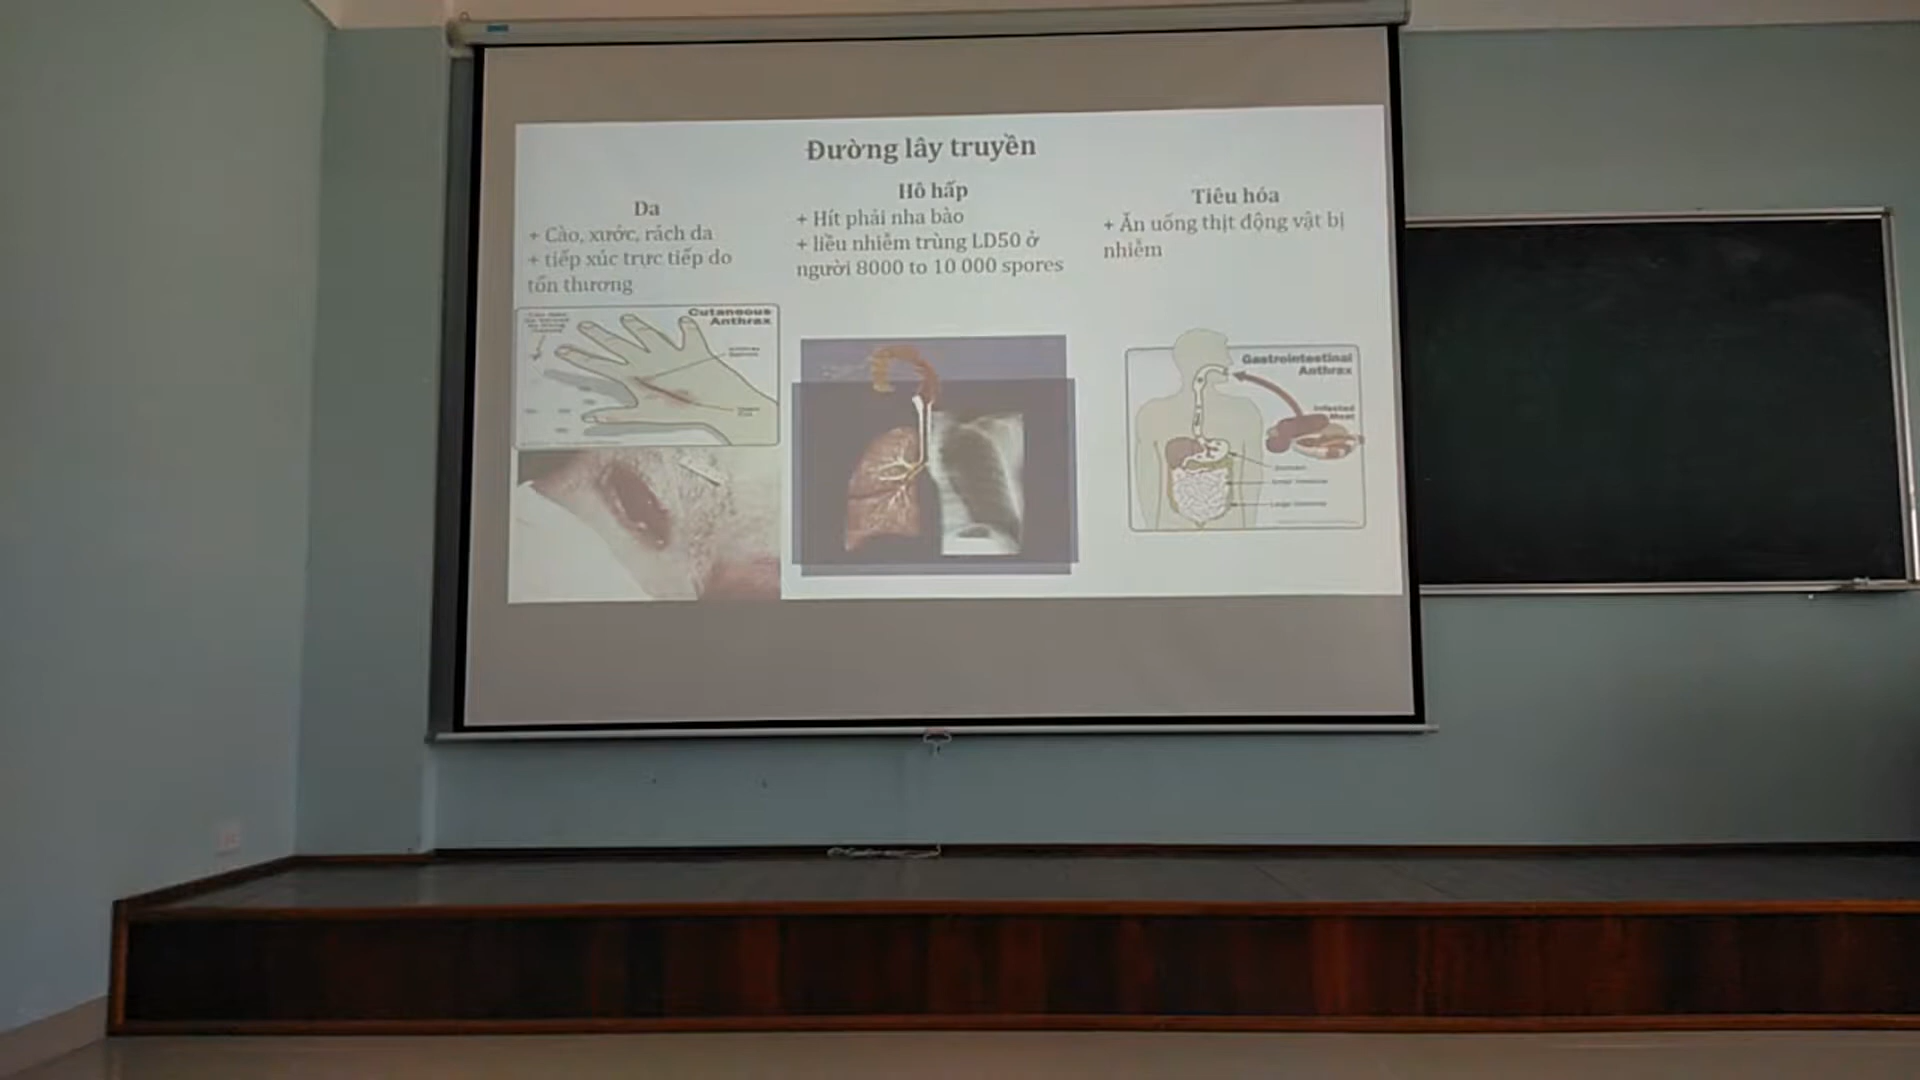 Đường lây truyền
Da
+ Cào, xước, rách da
+ tiếp xúc trực tiếp do
tổn thương
Cutaneous
Anthrax
Hô hấp
+ Hít phải nha bào
+ liều nhiễm trùng LD50 ở
người 8000 to 10 000 spores
Tiêu hóa
+ Ăn uống thịt động vật bị
nhiễm
Gastrointestinal
Anthrax
Infected
Meat